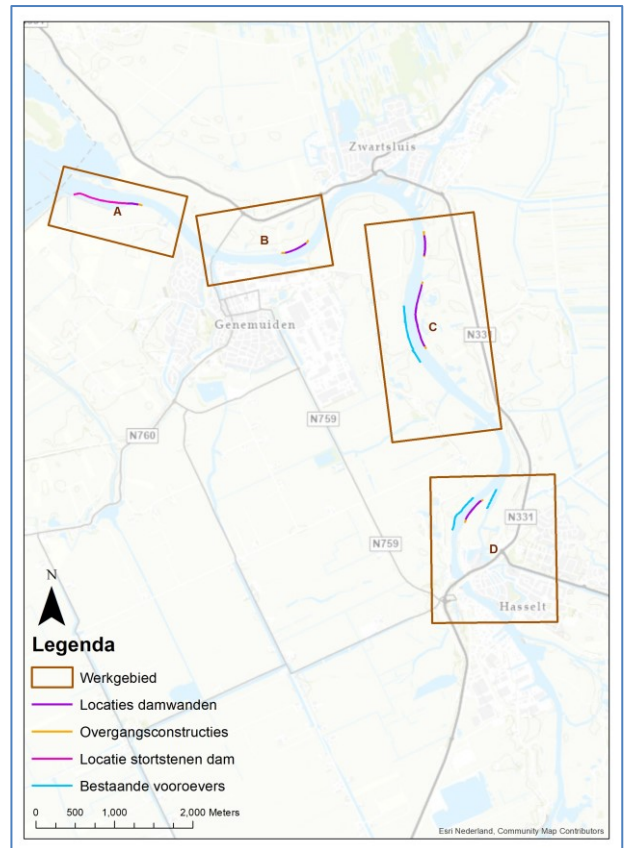 Zwartsluis
A
B
Genemuiden
C
N331
N759
N760
N331
N759
D
Hasselt
N
Legenda
Werkgebied
Locaties damwanden
Overgangsconstructies
Locatie stortstenen dam
Bestaande vooroevers
0 500 1,000 2,000 Meters
Esri Nederland, Community Map Contributors